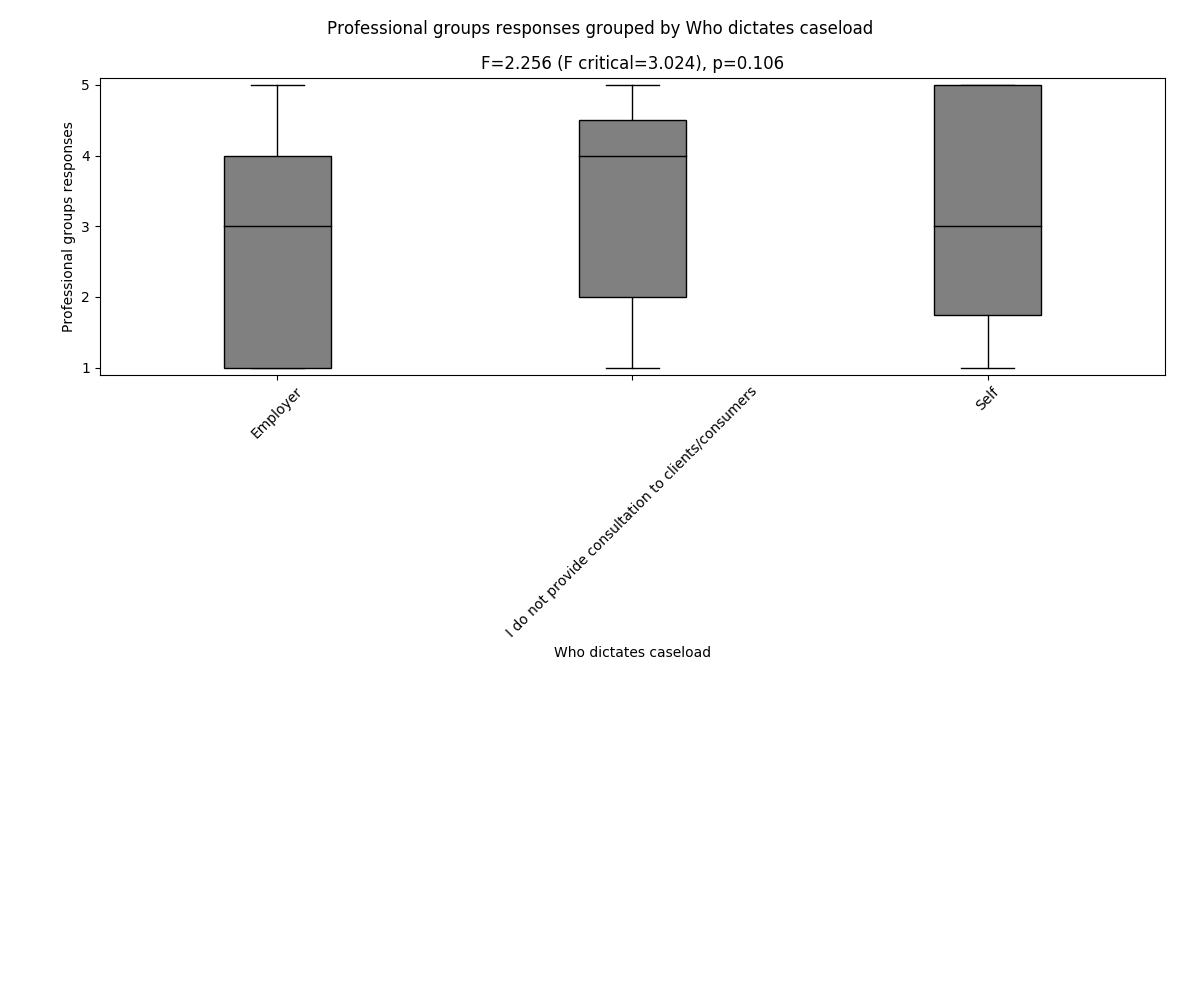 Professional groups responses grouped by Who dictates caseload
F=2.256 (F critical=3.024), p=0.106
Professional groups responses
5
4
3
2
1
Employer
I do not provide consultation to clients/consumers
Self
Who dictates caseload